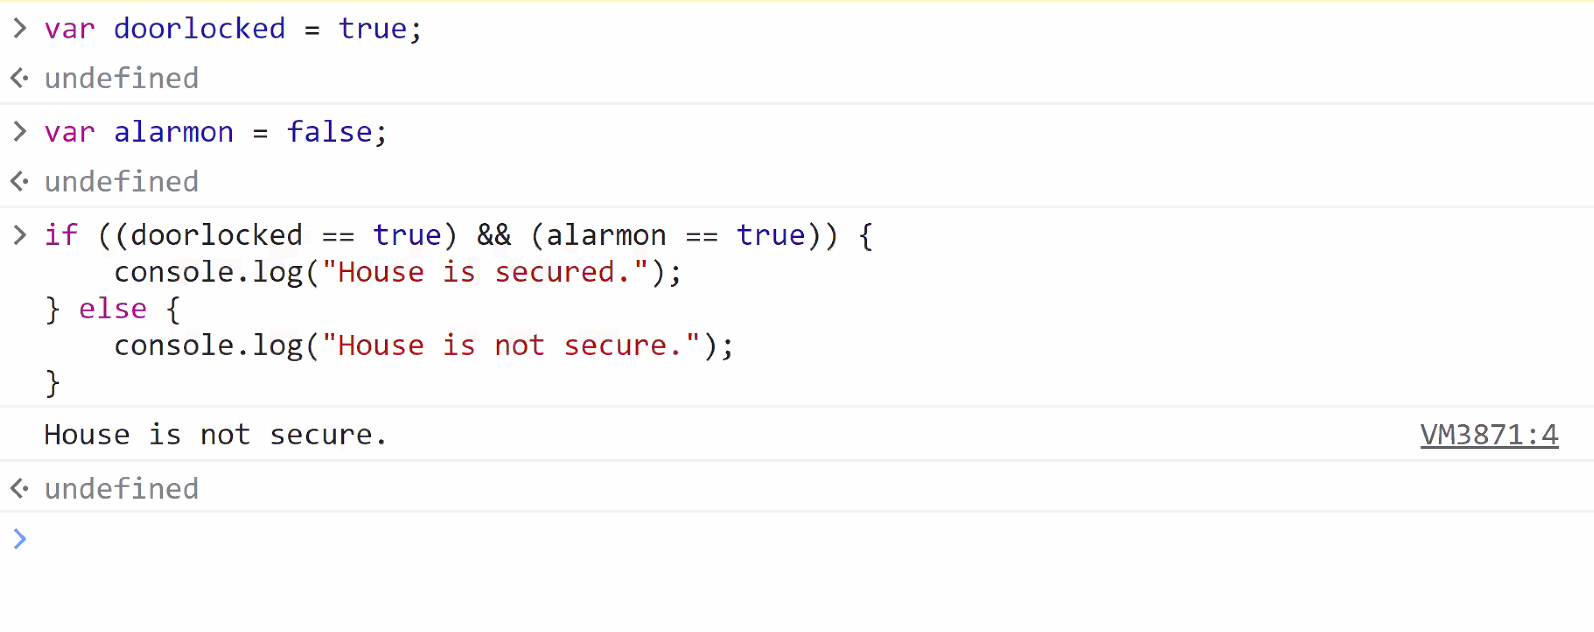 > var doorlocked = true;
<· undefined
> var alarmon = false;
<· undefined
> if ((doorlocked == true) && (alarmon == true)) {
    console.log("House is secured.");
} else {
    console.log("House is not secure.");
}
House is not secure. VM3871:4
<· undefined
>